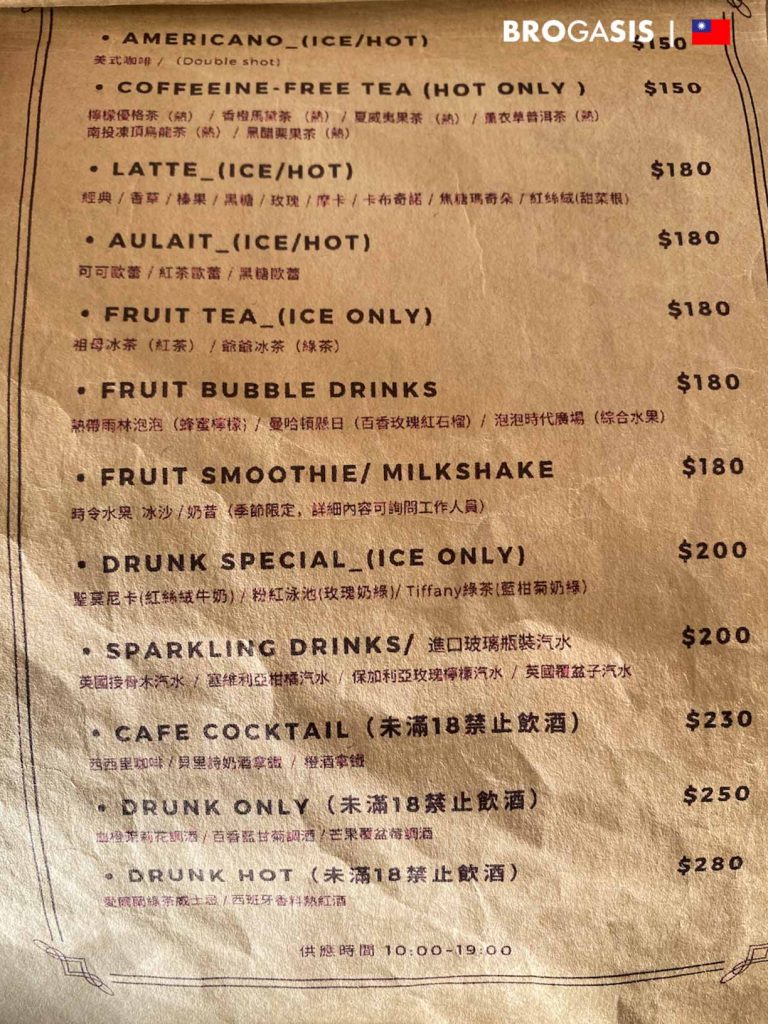 BROGASIS |
• AMERICANO_(ICE/HOT) $150
美式咖啡 / （Double shot)
• COFFEEINE-FREE TEA (HOT ONLY ) $150
檸檬優格茶（熱） / 香橙馬黛茶 （熱） / 夏威夷果茶 （熱） / 薰衣草普洱茶（熱）
南投凍頂烏龍茶（熱） / 黑醋栗果茶（熱）
• LATTE_(ICE/HOT) $180
經典 / 香草 / 榛果 / 黑糖 / 玫瑰 / 摩卡 / 卡布奇諾 / 焦糖瑪奇朵 / 紅絲絨(甜菜根)
• AULAIT_(ICE/HOT) $180
可可歐蕾 / 紅茶歐蕾 / 黑糖歐蕾
• FRUIT TEA_(ICE ONLY) $180
祖母冰茶（紅茶） / 爺爺冰茶（綠茶）
• FRUIT BUBBLE DRINKS $180
熱帶雨林泡泡（蜂蜜檸檬） / 曼哈頓懸日（百香玫瑰紅石榴） / 泡泡時代廣場（綜合水果）
• FRUIT SMOOTHIE/ MILKSHAKE $180
時令水果 冰沙 / 奶昔（季節限定，詳細內容可詢問工作人員）
• DRUNK SPECIAL_(ICE ONLY) $200
聖莫尼卡(紅絲絨牛奶) / 粉紅泳池(玫瑰奶綠)/ Tiffany綠茶(藍柑菊奶綠)
• SPARKLING DRINKS/ 進口玻璃瓶裝汽水 $200
英國接骨木汽水 / 塞維利亞柑橘汽水 / 保加利亞玫瑰檸檬汽水 / 英國覆盆子汽水
• CAFE COCKTAIL（未滿18禁止飲酒） $230
西西里咖啡 / 貝里詩奶酒拿鐵 / 橙酒拿鐵
• DRUNK ONLY（未滿18禁止飲酒） $250
血橙茉莉花調酒 / 百香藍甘菊調酒 / 芒果覆盆莓調酒
• DRUNK HOT（未滿18禁止飲酒） $280
愛爾蘭綠茶威士忌 / 西班牙香料熱紅酒
供應時間 10:00-19:00